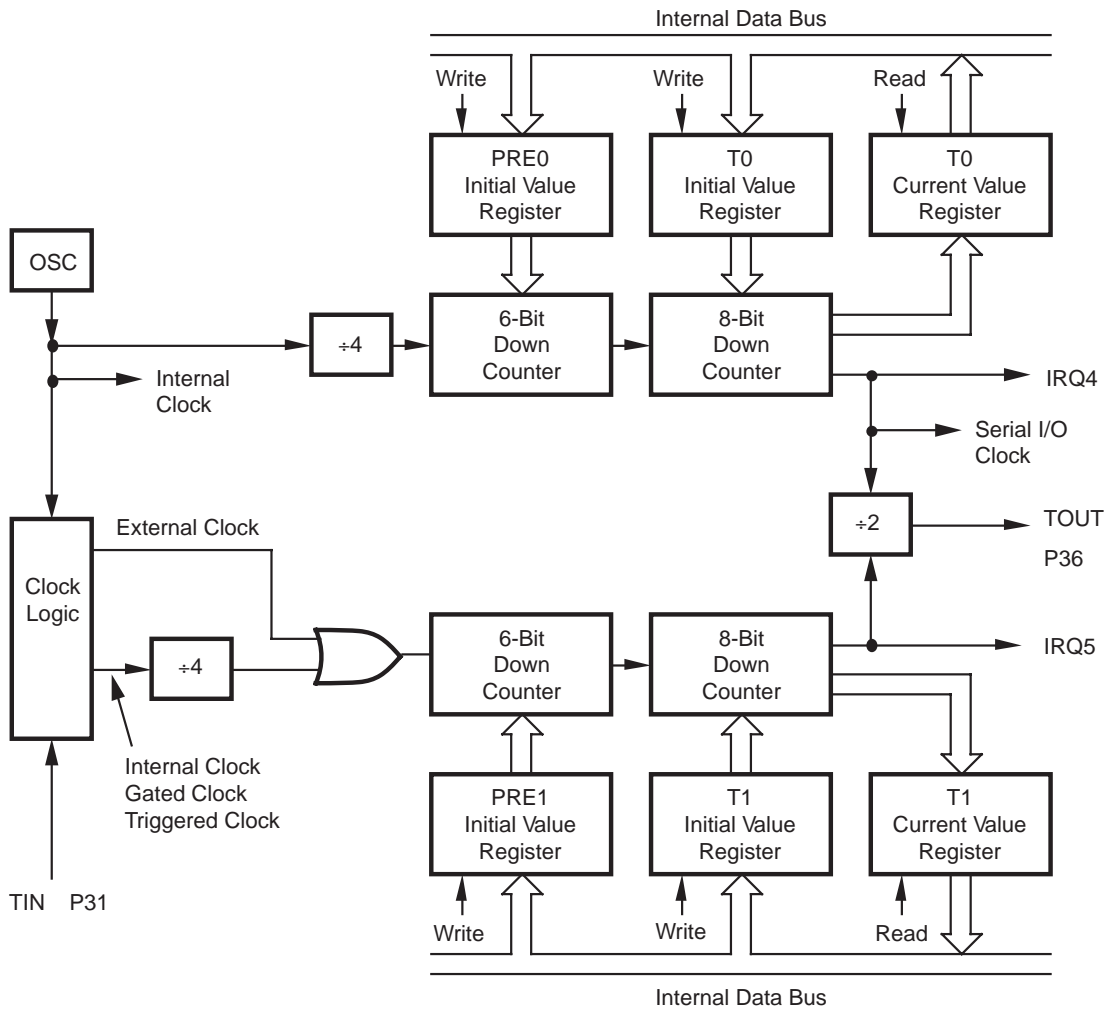 Internal Data Bus
Write
Write
Read
PRE0
Initial Value
Register
T0
Initial Value
Register
T0
Current Value
Register
OSC
÷4
6-Bit
Down
Counter
8-Bit
Down
Counter
Internal
Clock
IRQ4
Serial I/O
Clock
÷2
TOUT
P36
External Clock
Clock
Logic
÷4
6-Bit
Down
Counter
8-Bit
Down
Counter
IRQ5
Internal Clock
Gated Clock
Triggered Clock
PRE1
Initial Value
Register
T1
Initial Value
Register
T1
Current Value
Register
TIN P31
Write
Write
Read
Internal Data Bus